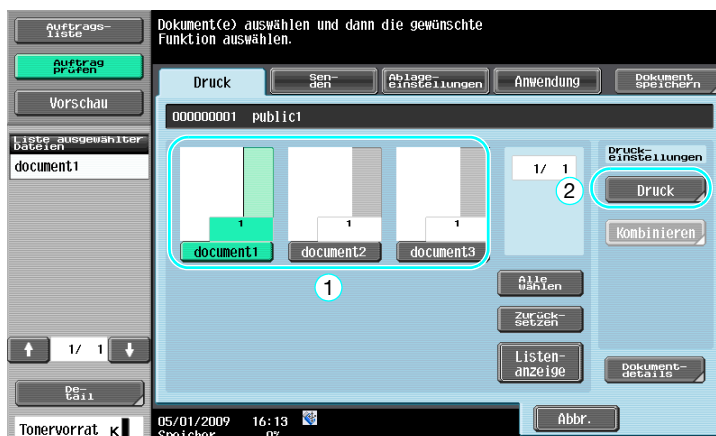 Auftrags-
liste
Auftrag
prüfen
Vorschau
Liste ausgewählter
Dateien
document1
1/ 1
De-
tail
Tonervorrat K
Dokument(e) auswählen und dann die gewünschte
Funktion auswählen.
Druck
Sen-
den
Ablage-
einstellungen
Anwendung
Dokument
speichern
000000001 public1
1
document1
1
document2
1
document3
1
1/ 1
Alle
wählen
Zurück-
setzen
Listen-
anzeige
Druck-
einstellungen
2
Druck
Kombinieren
Dokument-
details
05/01/2009 16:13
Speicher 0%
Abbr.